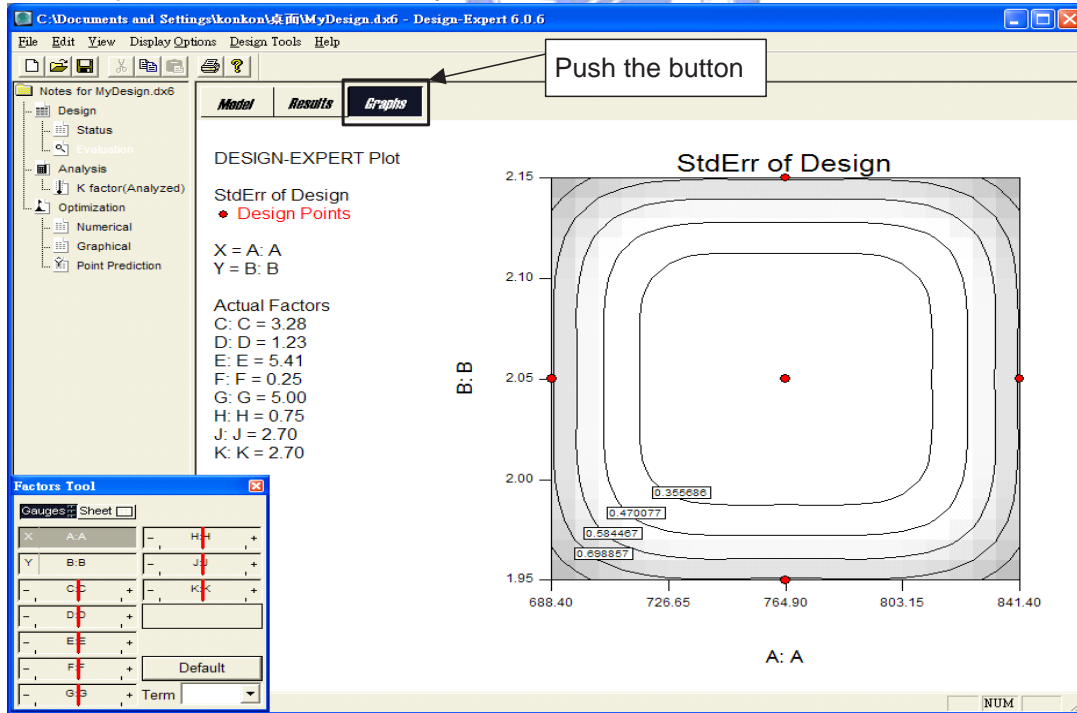 C:\Documents and Settings\konkon\桌面\MyDesign.dx6 - Design-Expert 6.0.6
File Edit View Display Options Design Tools Help
Push the button
Notes for MyDesign.dx6
Design
Status
Evaluation
Analysis
K factor(Analyzed)
Optimization
Numerical
Graphical
Point Prediction
Model Results Graphs
DESIGN-EXPERT Plot
StdErr of Design
Design Points
X = A: A
Y = B: B
Actual Factors
C: C = 3.28
D: D = 1.23
E: E = 5.41
F: F = 0.25
G: G = 5.00
H: H = 0.75
J: J = 2.70
K: K = 2.70
StdErr of Design
2.15
2.10
2.05
2.00
1.95
B: B
0.355686
0.470077
0.584467
0.698857
688.40 726.65 764.90 803.15 841.40
A: A
Factors Tool
Gauges Sheet
X A:A - H:H +
Y B:B - J:J +
- C:C + - K:K +
- D:D +
- E:E +
- F:F + Default
- G:G + Term
NUM